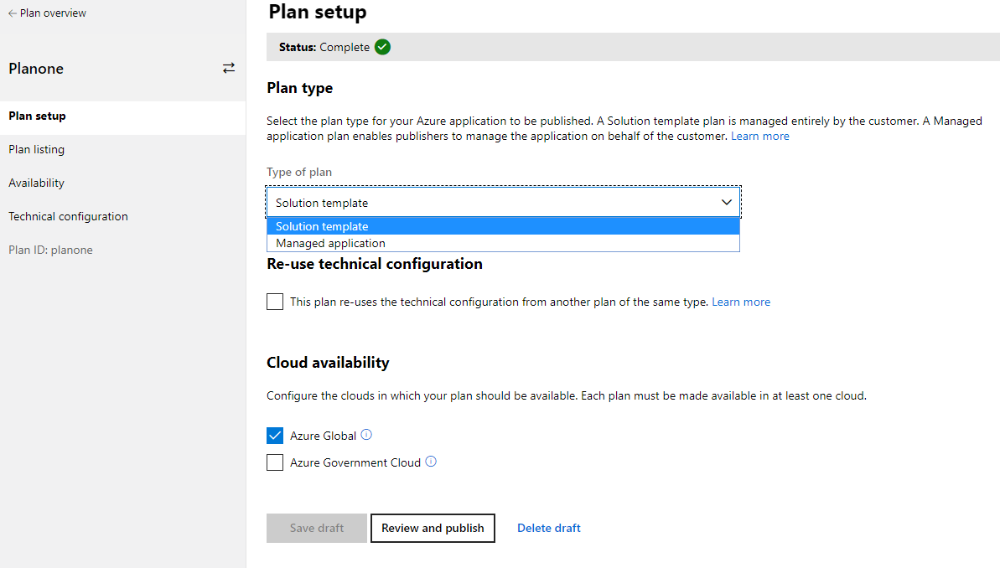 Plan overview
Planone
Plan setup
Plan listing
Availability
Technical configuration
Plan ID: planone
Plan setup
Status: Complete
Plan type
Select the plan type for your Azure application to be published. A Solution template plan is managed entirely by the customer. A Managed
application plan enables publishers to manage the application on behalf of the customer. Learn more
Type of plan
Solution template
Solution template
Managed application
Re-use technical configuration
This plan re-uses the technical configuration from another plan of the same type. Learn more
Cloud availability
Configure the clouds in which your plan should be available. Each plan must be made available in at least one cloud.
Azure Global
Azure Government Cloud
Save draft Review and publish Delete draft